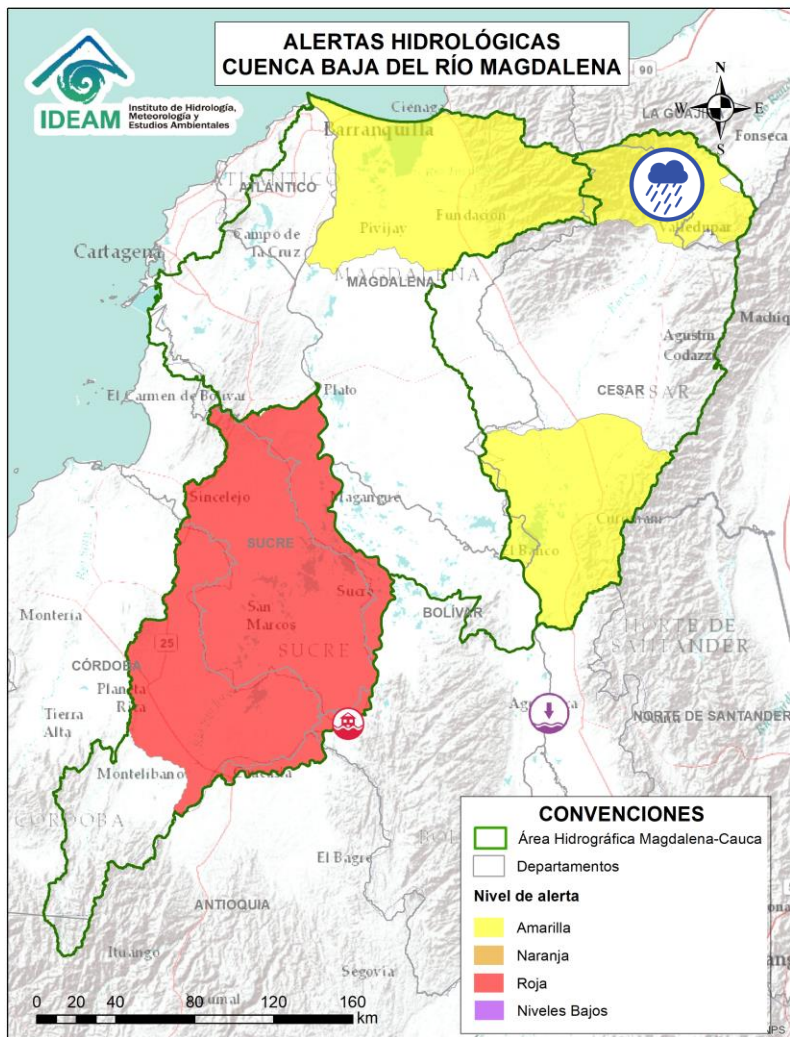 ALERTAS HIDROLÓGICAS
CUENCA BAJA DEL RÍO MAGDALENA
IDEAM
Instituto de Hidrología,
Meteorología y
Estudios Ambientales
N
W
E
S
90
LA GUAJIRA
Fonseca
Ciénaga
Barranquilla
ATLÁNTICO
Cartagena
Campo de
la Cruz
Pivijay
Fundación
Valledupar
MAGDALENA
MAGDALENA
Agustín
Codazzi
CESAR
CESAR
El Carmen de Bolívar
Plato
Sincelejo
Magangué
SUCRE
El Banco
Sucre
San
Marcos
SUCRE
BOLÍVAR
Montería
25
CÓRDOBA
Planeta
Rica
Tierra
Alta
NORTE DE
SANTANDER
NORTE DE SANTANDER
Montelíbano
CÓRDOBA
El Bagre
ANTIOQUIA
Ituango
Segovia
CONVENCIONES
Área Hidrográfica Magdalena-Cauca
Departamentos
Nivel de alerta
Amarilla
Naranja
Roja
Niveles Bajos
0 20 40 80 120 160
km